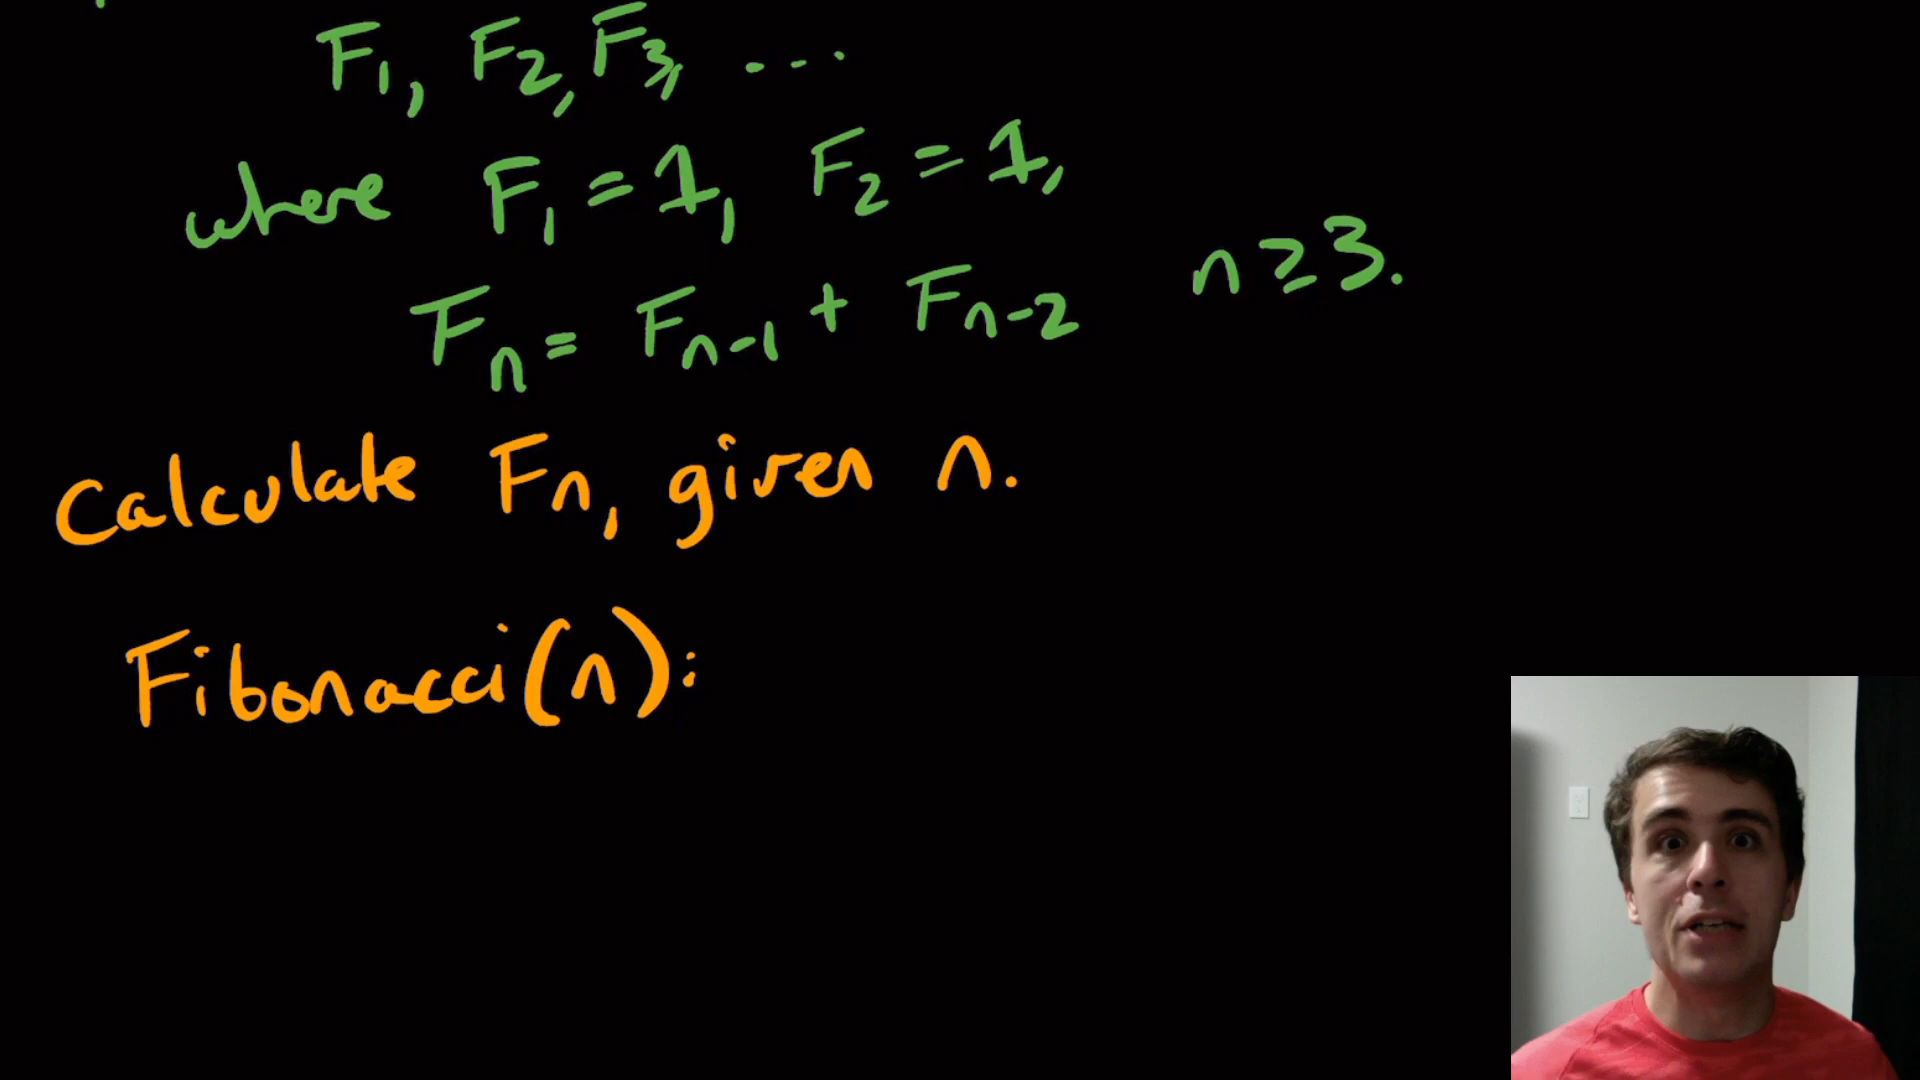 F₁, F₂, F₃, ...
where F₁ = 1, F₂ = 1,
Fₙ = Fₙ₋₁ + Fₙ₋₂ n ≥ 3.
Calculate Fn, given n.
Fibonacci(n):